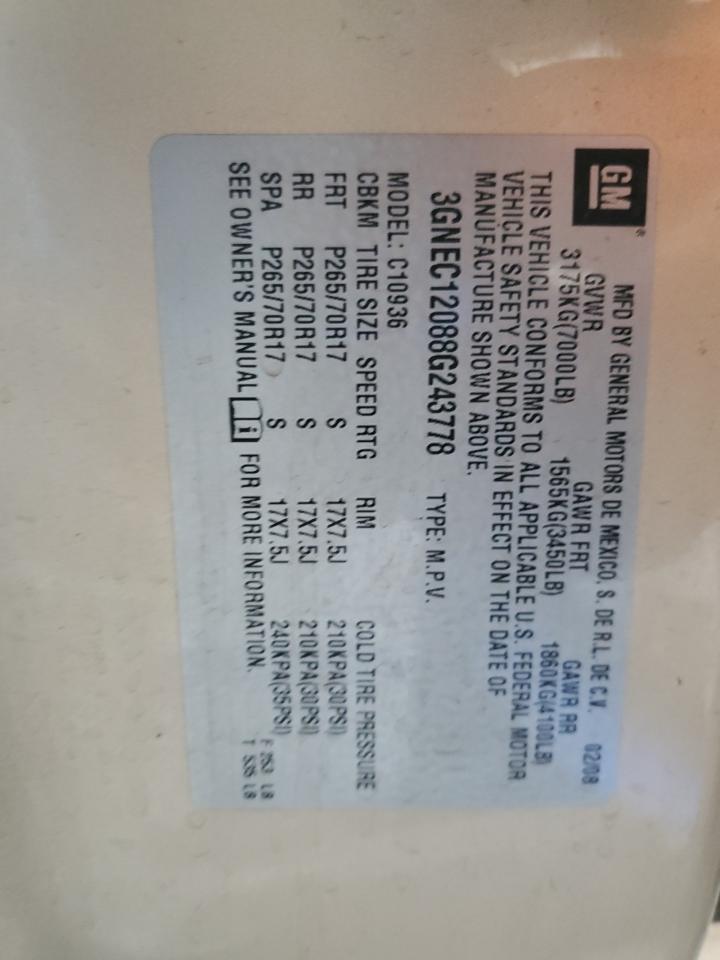 GM®
MFD BY GENERAL MOTORS DE MEXICO, S. DE R.L. DE C.V. 02/08
GVWR GAWR FRT GAWR RR
3175KG(7000LB) 1565KG(3450LB) 1860KG(4100LB)
THIS VEHICLE CONFORMS TO ALL APPLICABLE U.S. FEDERAL MOTOR
VEHICLE SAFETY STANDARDS IN EFFECT ON THE DATE OF
MANUFACTURE SHOWN ABOVE.
3GNEC12088G243778 TYPE: M.P.V.
MODEL: C10936
CBKM TIRE SIZE SPEED RTG RIM COLD TIRE PRESSURE
FRT P265/70R17 S 17X7.5J 210KPA(30PSI)
RR P265/70R17 S 17X7.5J 210KPA(30PSI)
SPA P265/70R17 S 17X7.5J 240KPA(35PSI)
SEE OWNER'S MANUAL i FOR MORE INFORMATION.
F 253 L8
T 535 L8